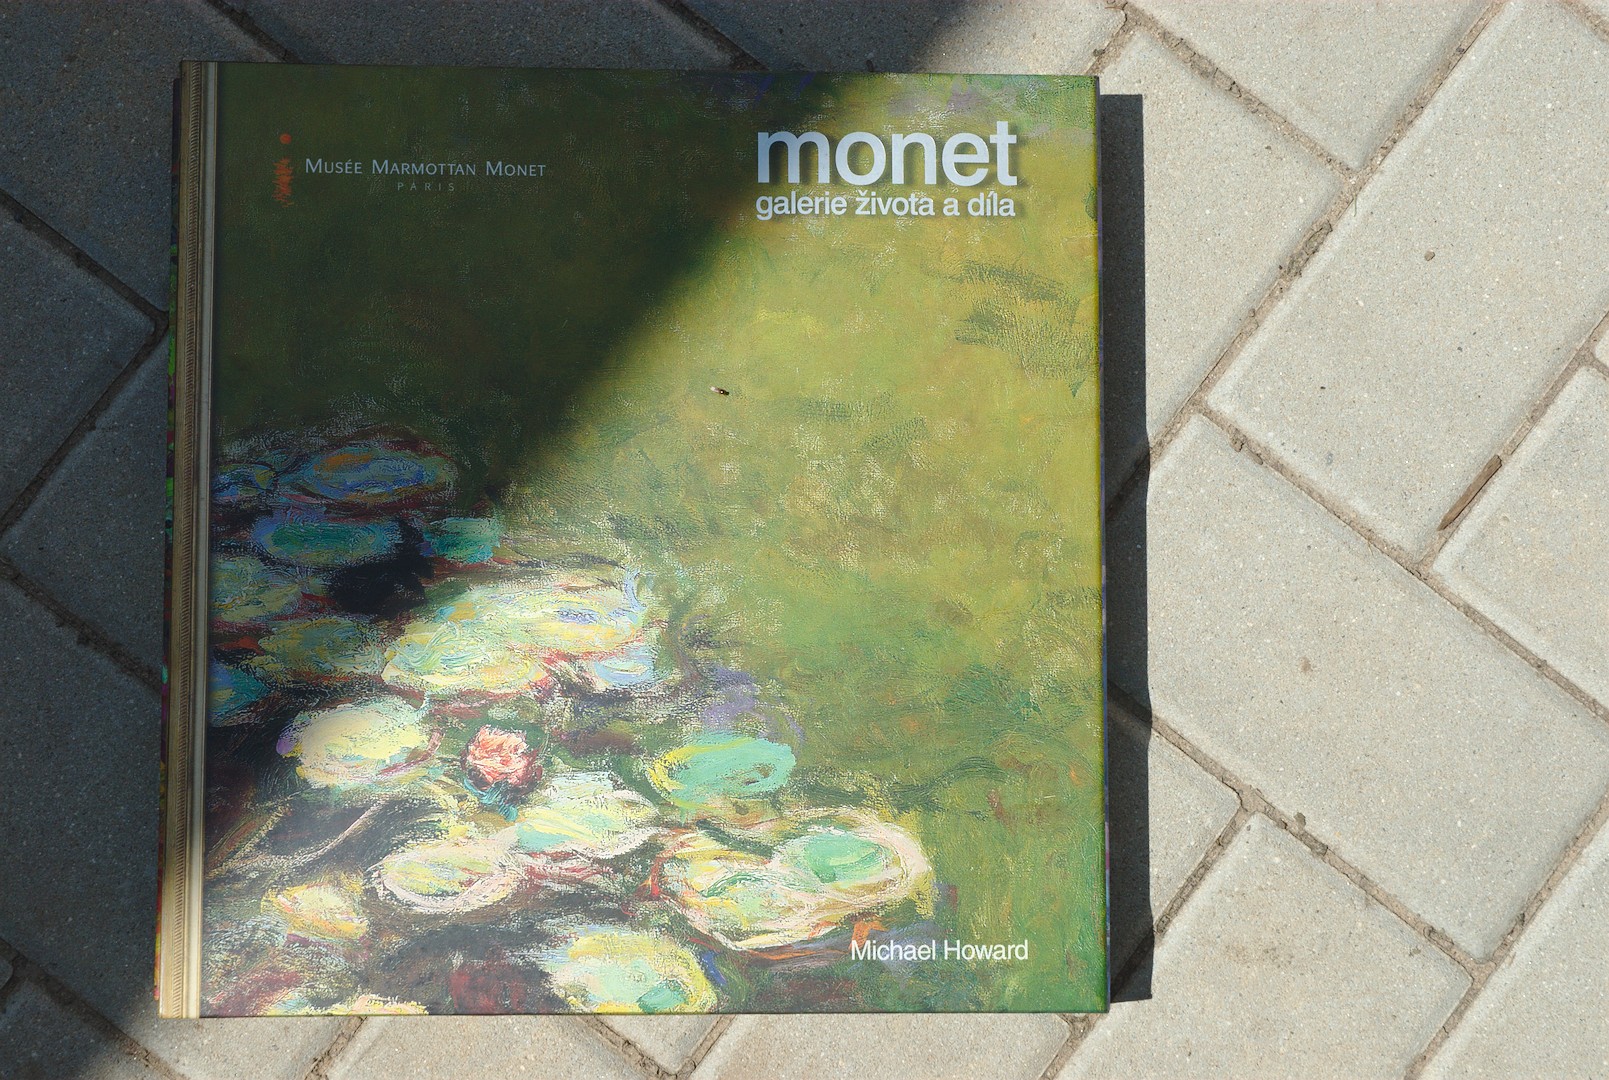 Musée Marmottan Monet
PARIS
monet
galerie života a díla
Michael Howard